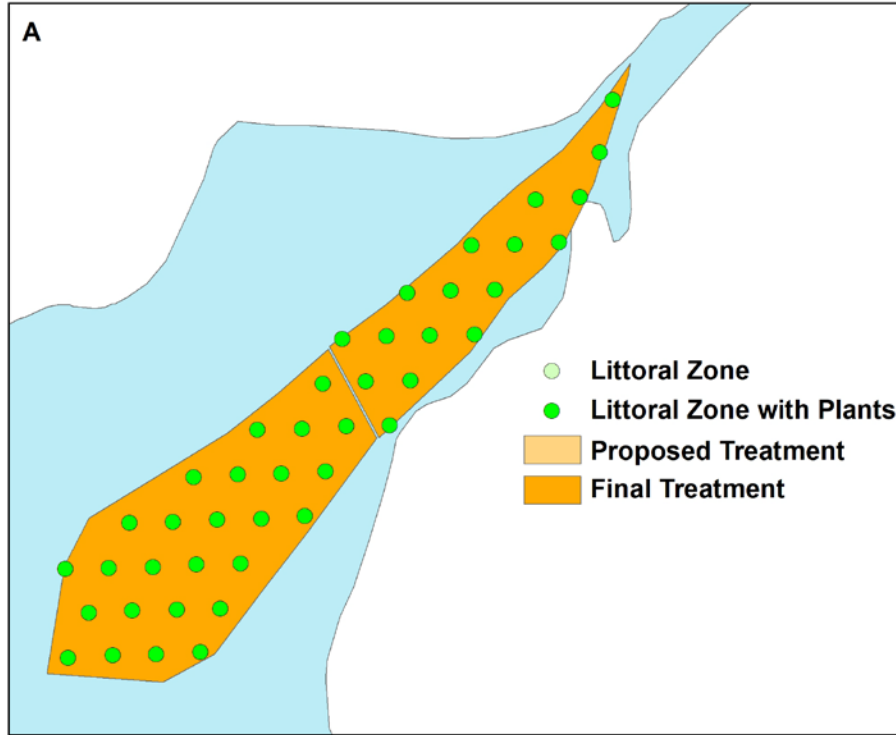 A
Littoral Zone
Littoral Zone with Plants
Proposed Treatment
Final Treatment